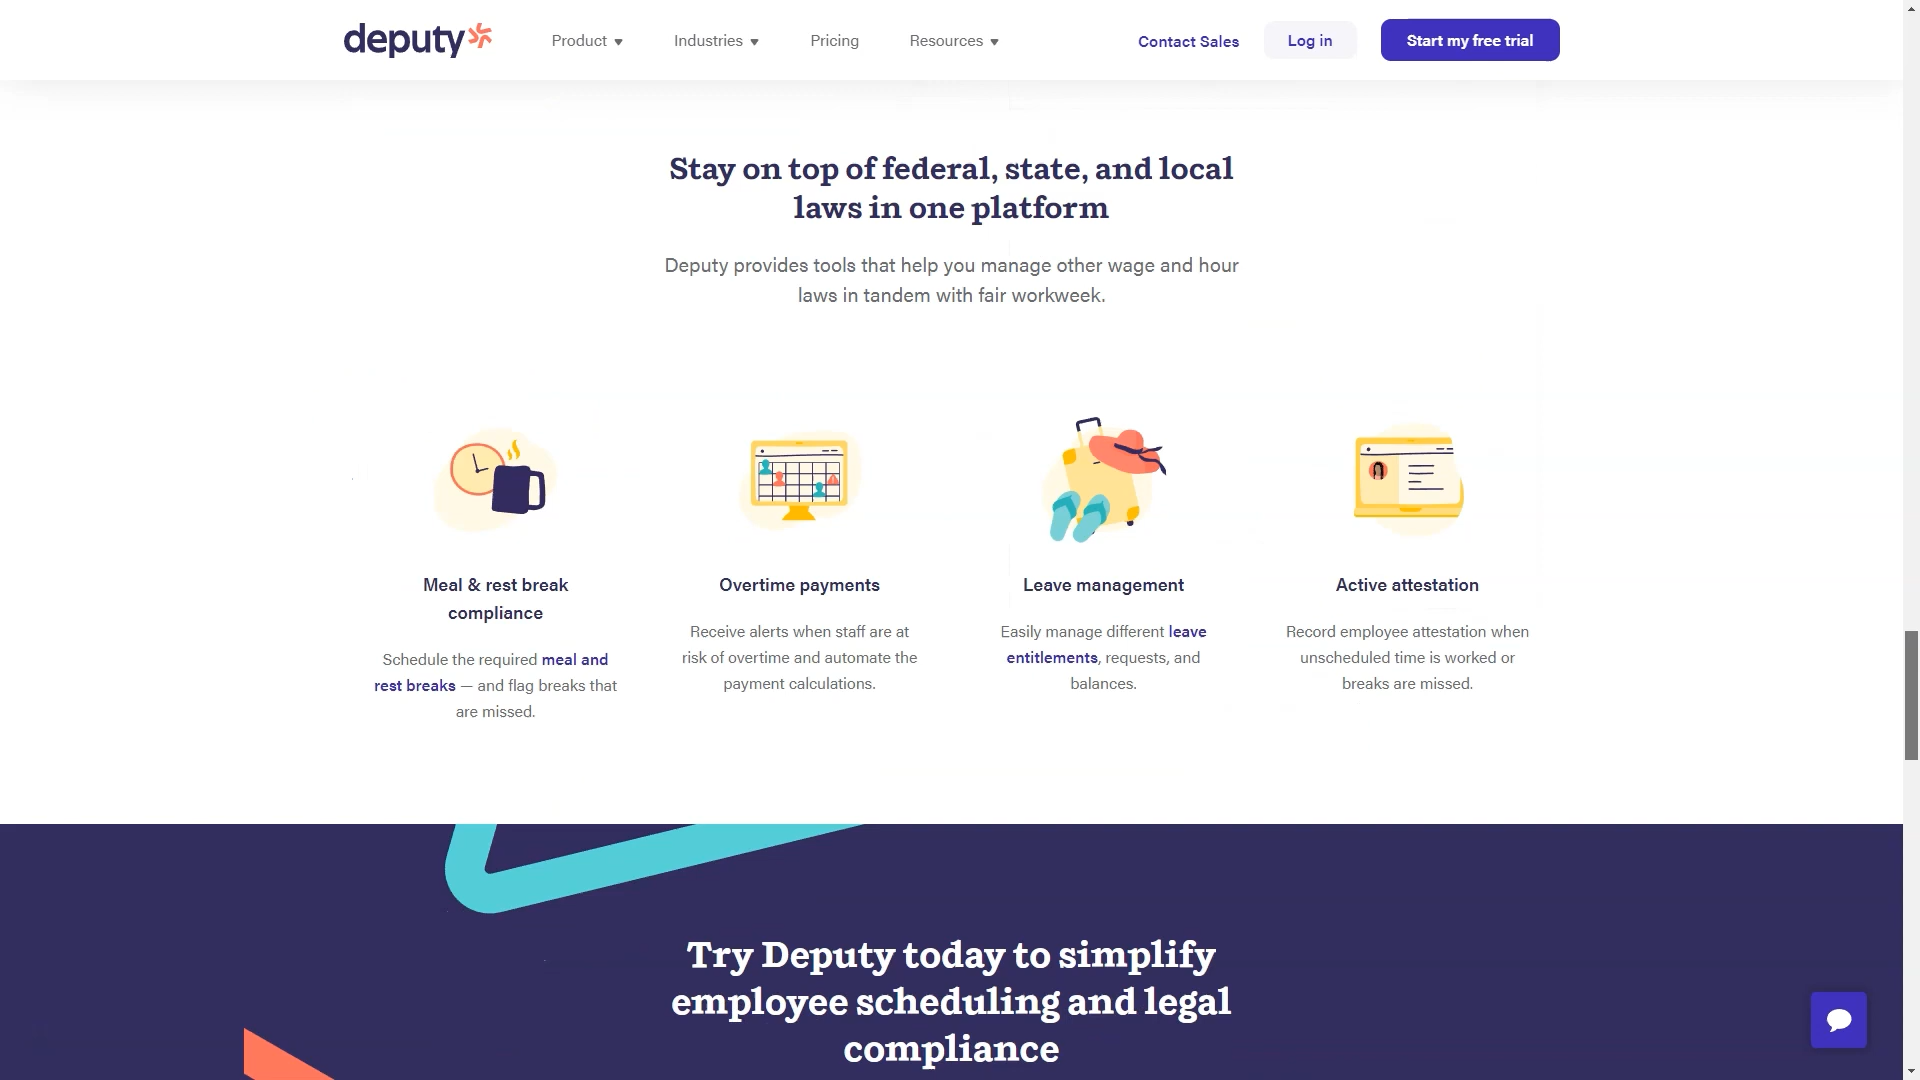 deputy
Product
Industries
Pricing
Resources
Contact Sales
Log in
Start my free trial
Stay on top of federal, state, and local
laws in one platform
Deputy provides tools that help you manage other wage and hour
laws in tandem with fair workweek.
Meal & rest break
compliance
Schedule the required meal and
rest breaks — and flag breaks that
are missed.
Overtime payments
Receive alerts when staff are at
risk of overtime and automate the
payment calculations.
Leave management
Easily manage different leave
entitlements, requests, and
balances.
Active attestation
Record employee attestation when
unscheduled time is worked or
breaks are missed.
Try Deputy today to simplify
employee scheduling and legal
compliance